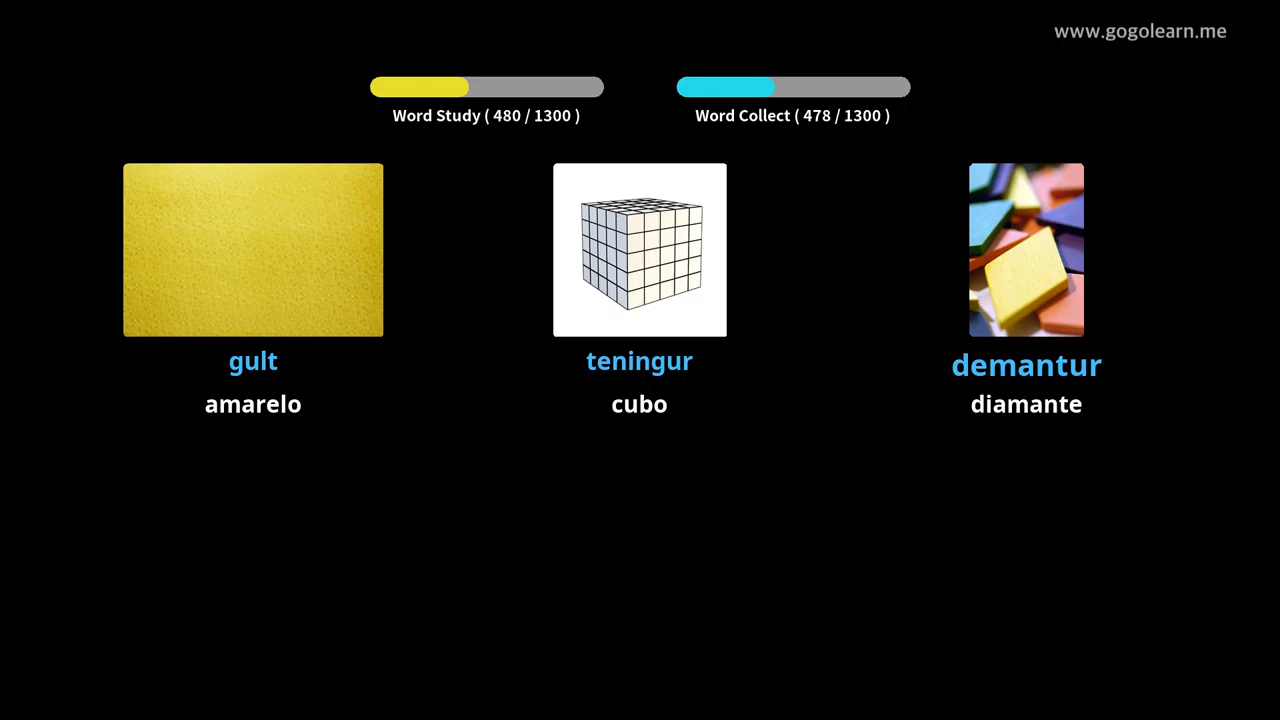 www.gogolearn.me
Word Study ( 480 / 1300 )
Word Collect ( 478 / 1300 )
gult
teningur
demantur
amarelo
cubo
diamante